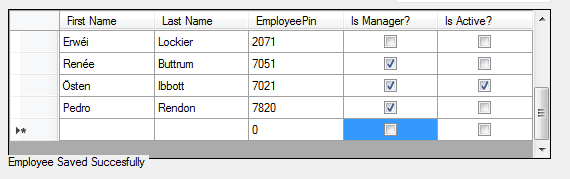 First Name Last Name EmployeePin Is Manager? Is Active?
Erwéi Lockier 2071
Renée Buttrum 7051
Östen Ibbott 7021
Pedro Rendon 7820
0
Employee Saved Succesfully